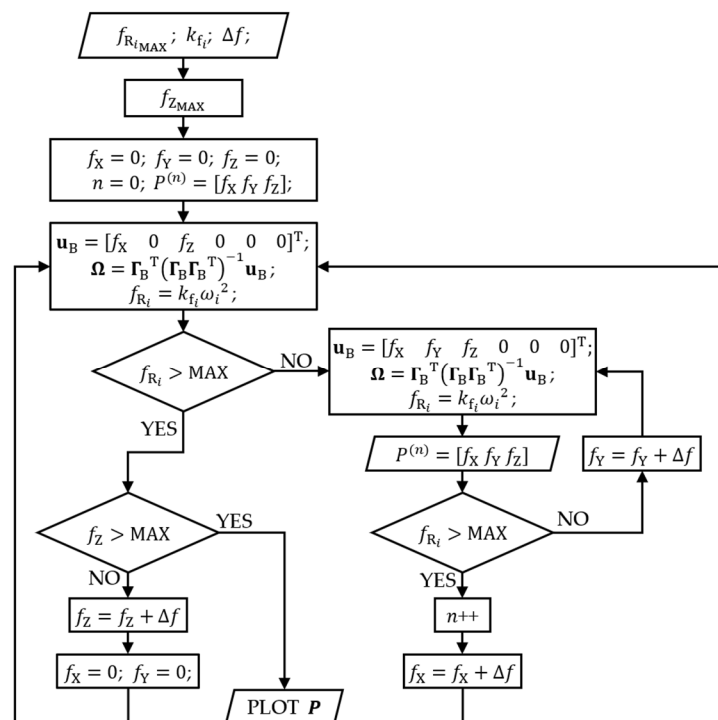 f_{R_{i_{MAX}}}; k_{f_i}; Δf;
f_{Z_{MAX}}
f_X = 0; f_Y = 0; f_Z = 0;
n = 0; P^{(n)} = [f_X f_Y f_Z];
𝐮_B = [f_X 0 f_Z 0 0 0]^T;
𝛀 = 𝚪_B^T(𝚪_B𝚪_B^T)^{-1}𝐮_B;
f_{R_i} = k_{f_i}ω_i^2;
f_{R_i} > MAX
NO
YES
𝐮_B = [f_X f_Y f_Z 0 0 0]^T;
𝛀 = 𝚪_B^T(𝚪_B𝚪_B^T)^{-1}𝐮_B;
f_{R_i} = k_{f_i}ω_i^2;
P^{(n)} = [f_X f_Y f_Z]
f_Y = f_Y + Δf
f_Z > MAX
YES
NO
f_{R_i} > MAX
NO
YES
f_Z = f_Z + Δf
n++
f_X = 0; f_Y = 0;
f_X = f_X + Δf
PLOT 𝑷